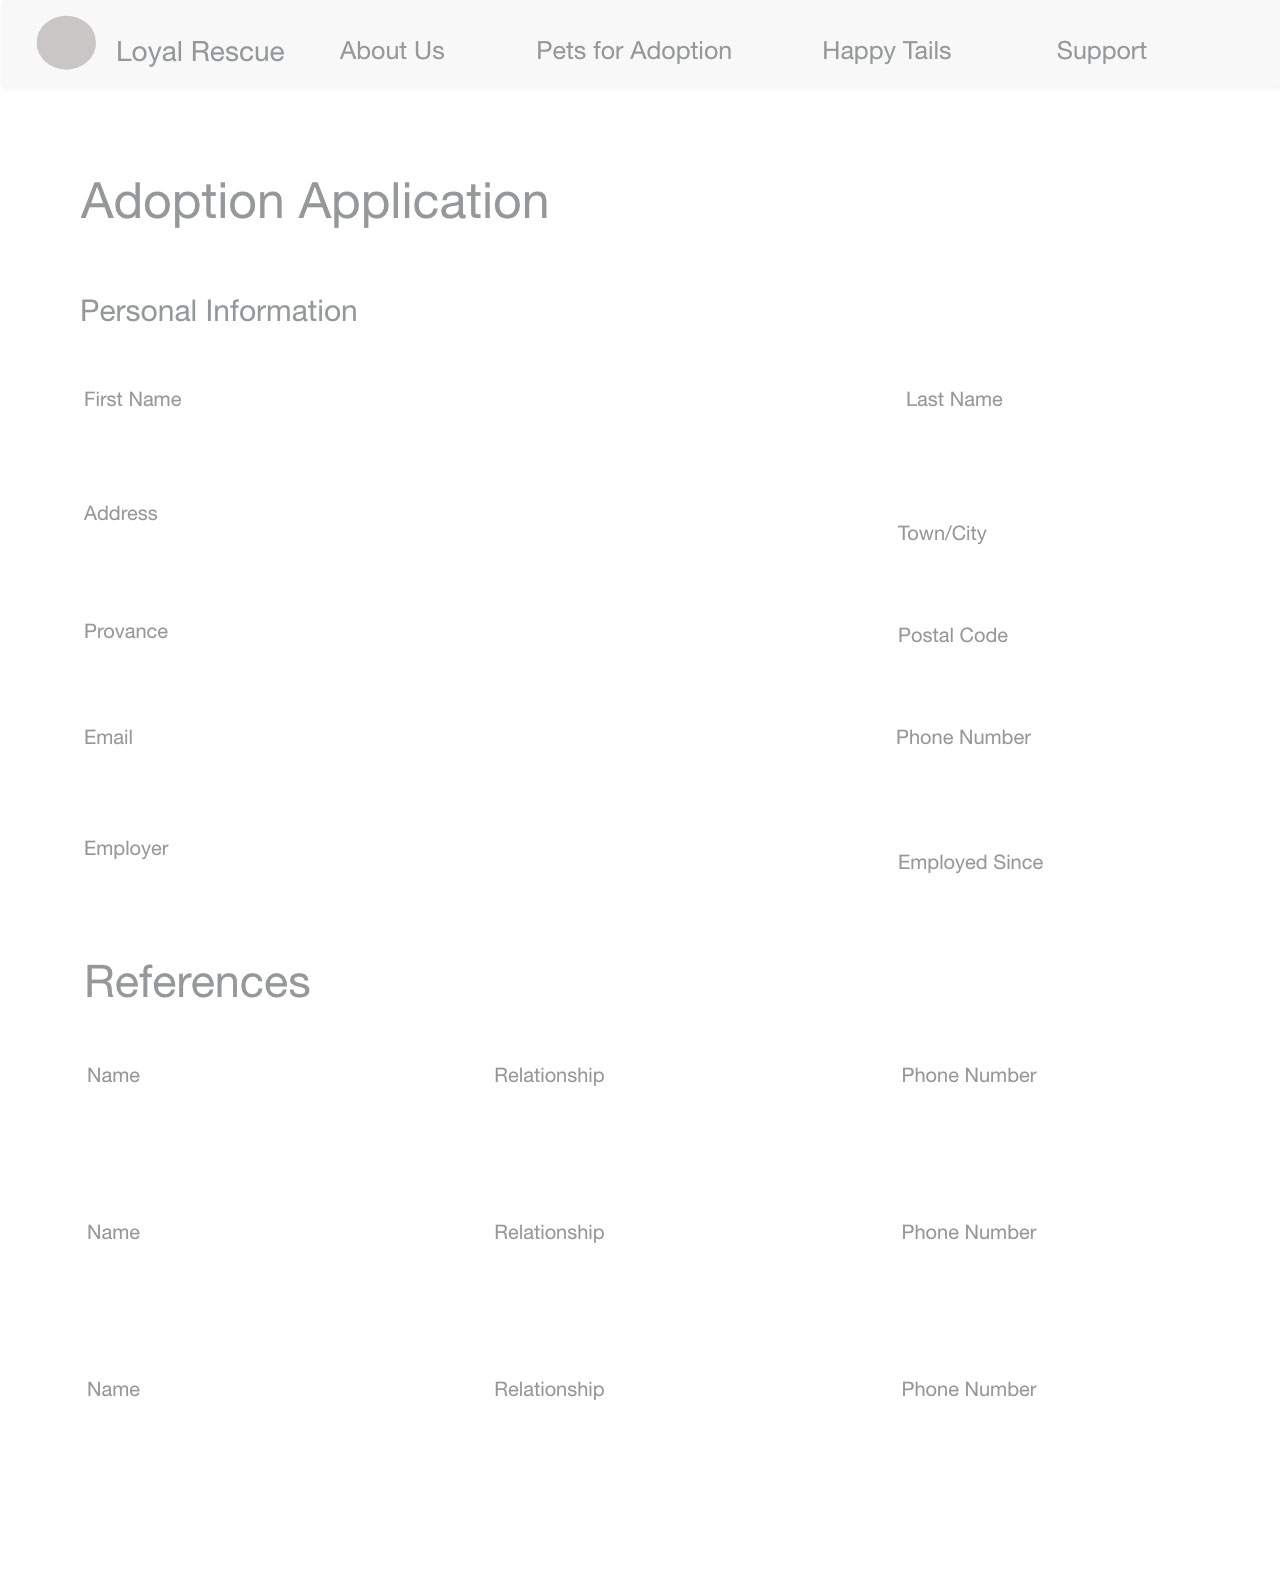 Loyal Rescue About Us Pets for Adoption Happy Tails Support
Adoption Application
Personal Information
First Name Last Name
Address
Town/City
Provance
Postal Code
Email Phone Number
Employer
Employed Since
References
Name Relationship Phone Number
Name Relationship Phone Number
Name Relationship Phone Number